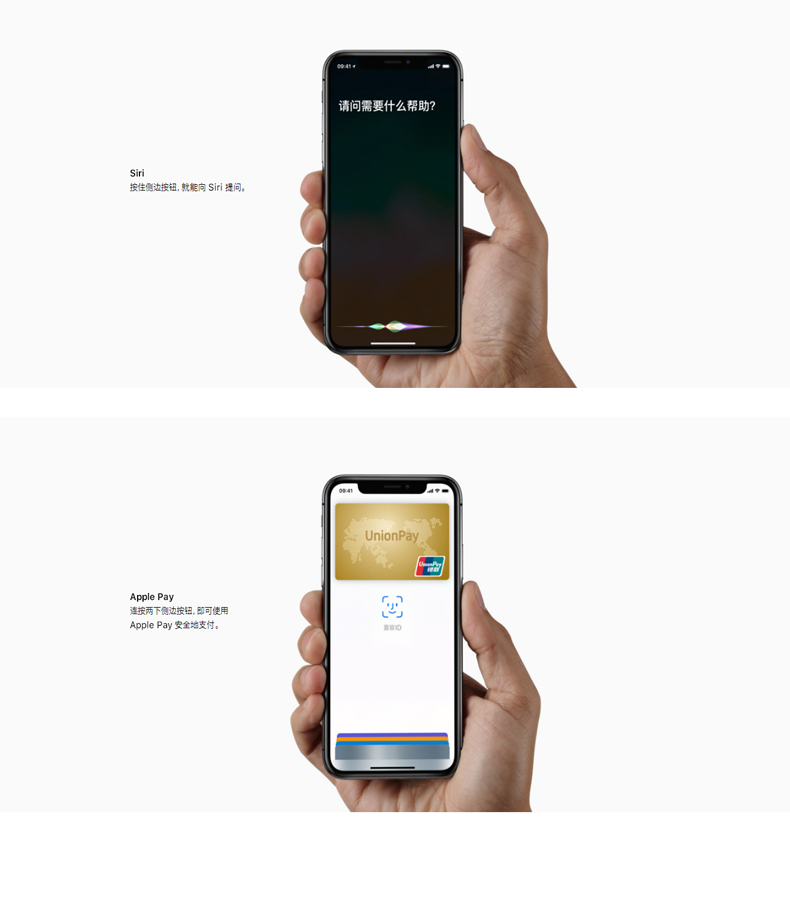 09:41
请问需要什么帮助?
Siri
按住侧边按钮, 就能向 Siri 提问。
09:41
UnionPay
UnionPay
银联
面容ID
Apple Pay
连按两下侧边按钮, 即可使用
Apple Pay 安全地支付。